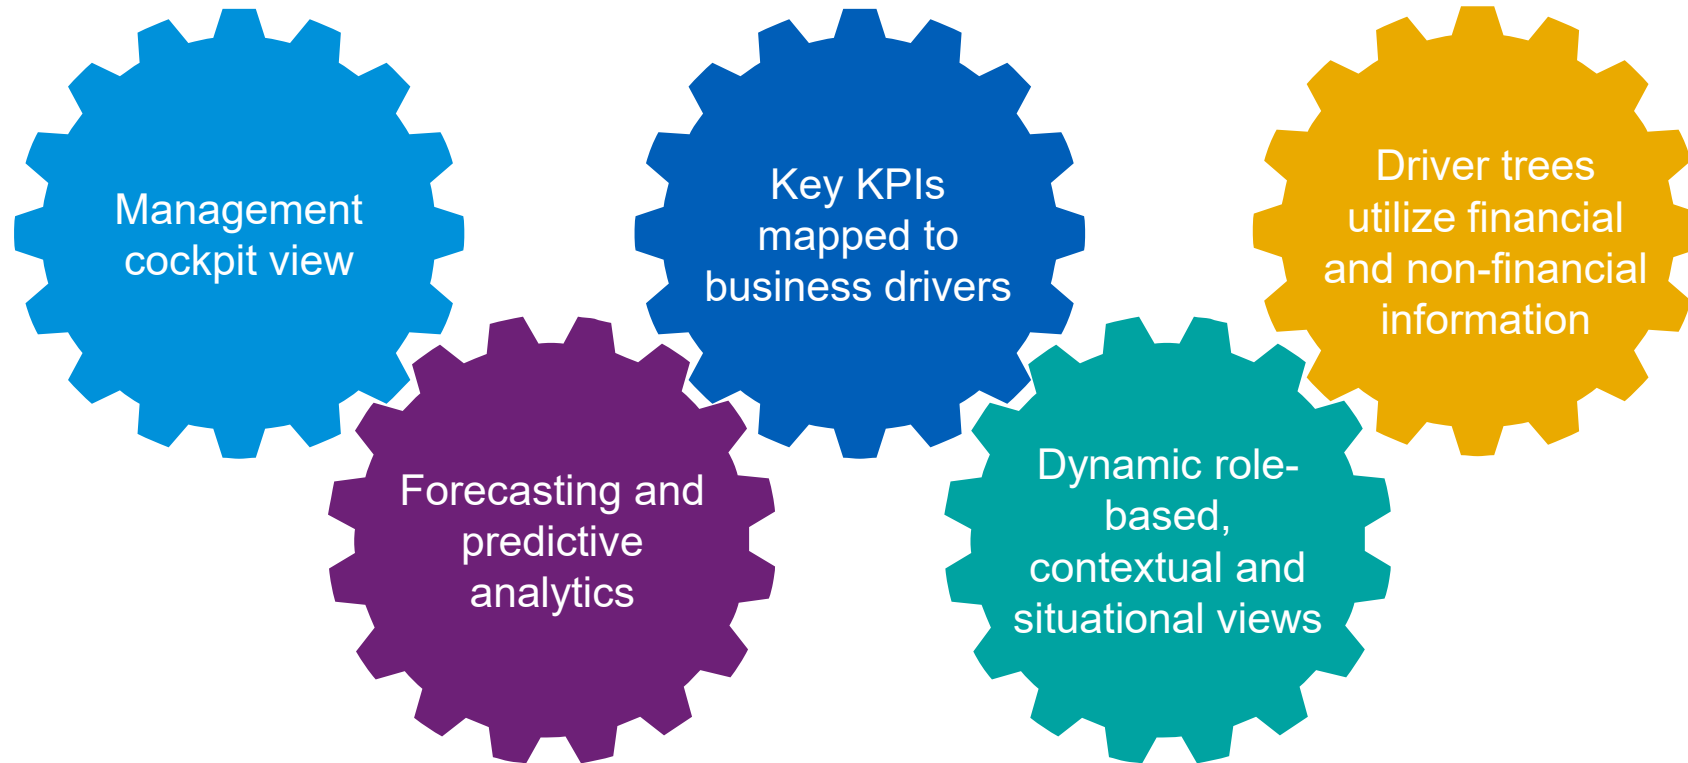 Management
cockpit view
Forecasting and
predictive
analytics
Key KPIs
mapped to
business drivers
Dynamic role-
based,
contextual and
situational views
Driver trees
utilize financial
and non-financial
information